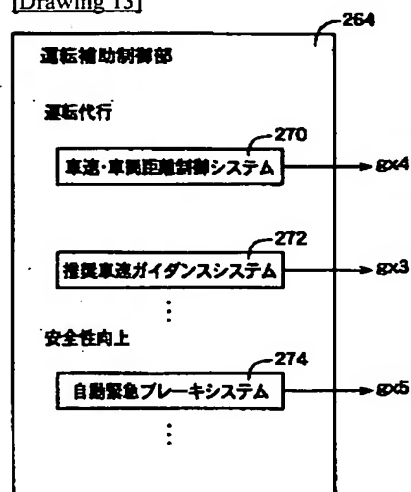 [Drawing 13]
264
運転補助制御部
運転代行
270
車速・車間距離制御システム
gx4
272
推奨車速ガイダンスシステム
gx3
安全性向上
274
自動緊急ブレーキシステム
gx5